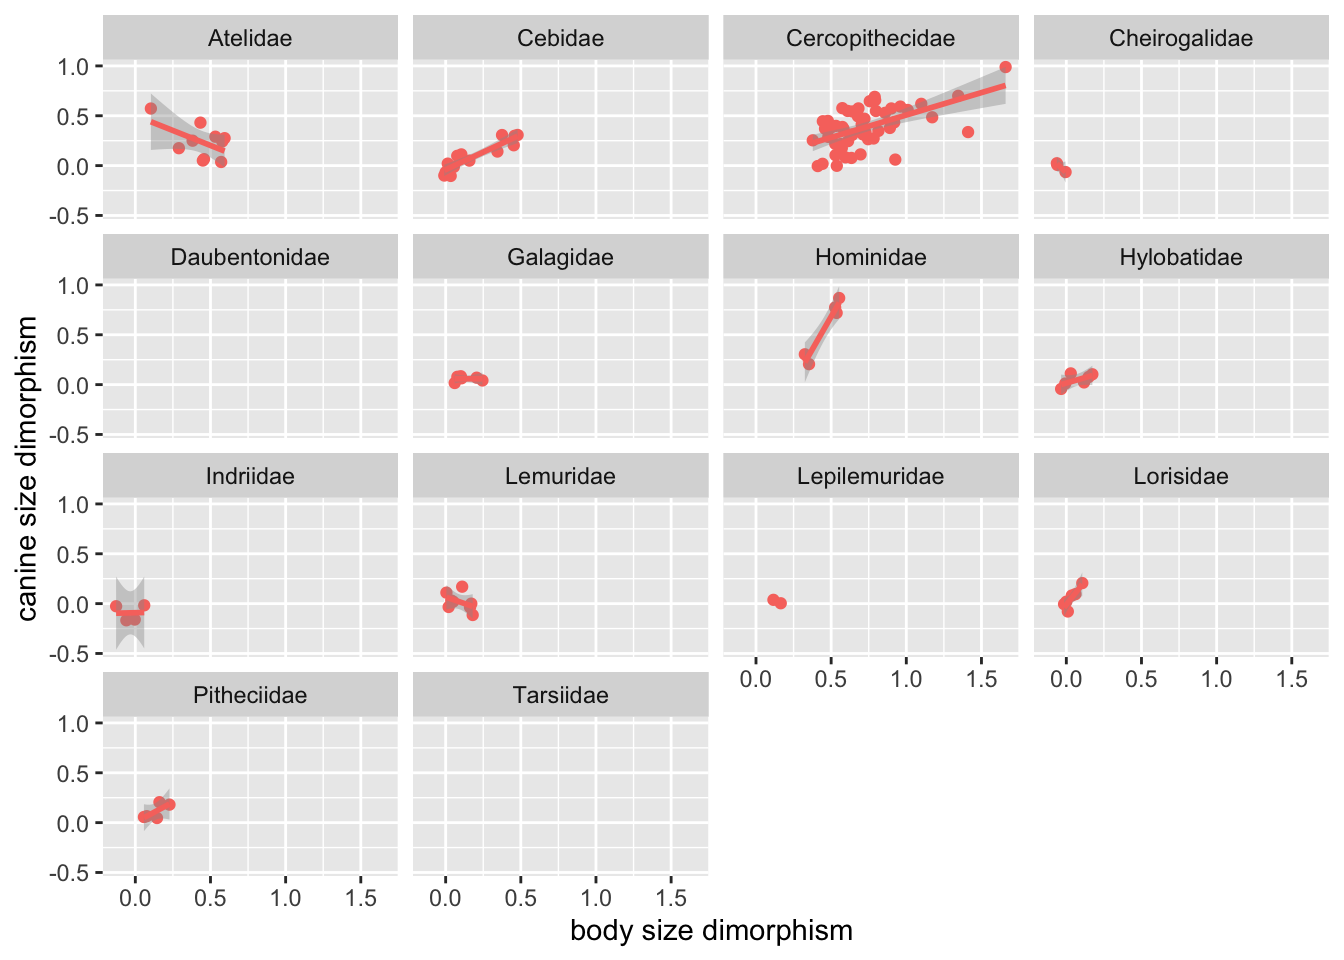 Atelidae Cebidae Cercopithecidae Cheirogalidae
1.0
0.5
0.0
-0.5
Daubentonidae Galagidae Hominidae Hylobatidae
1.0
0.5
0.0
-0.5
canine size dimorphism
Indriidae Lemuridae Lepilemuridae Lorisidae
1.0
0.5
0.0
-0.5
0.0 0.5 1.0 1.5 0.0 0.5 1.0 1.5
Pitheciidae Tarsiidae
1.0
0.5
0.0
-0.5
0.0 0.5 1.0 1.5 0.0 0.5 1.0 1.5
body size dimorphism